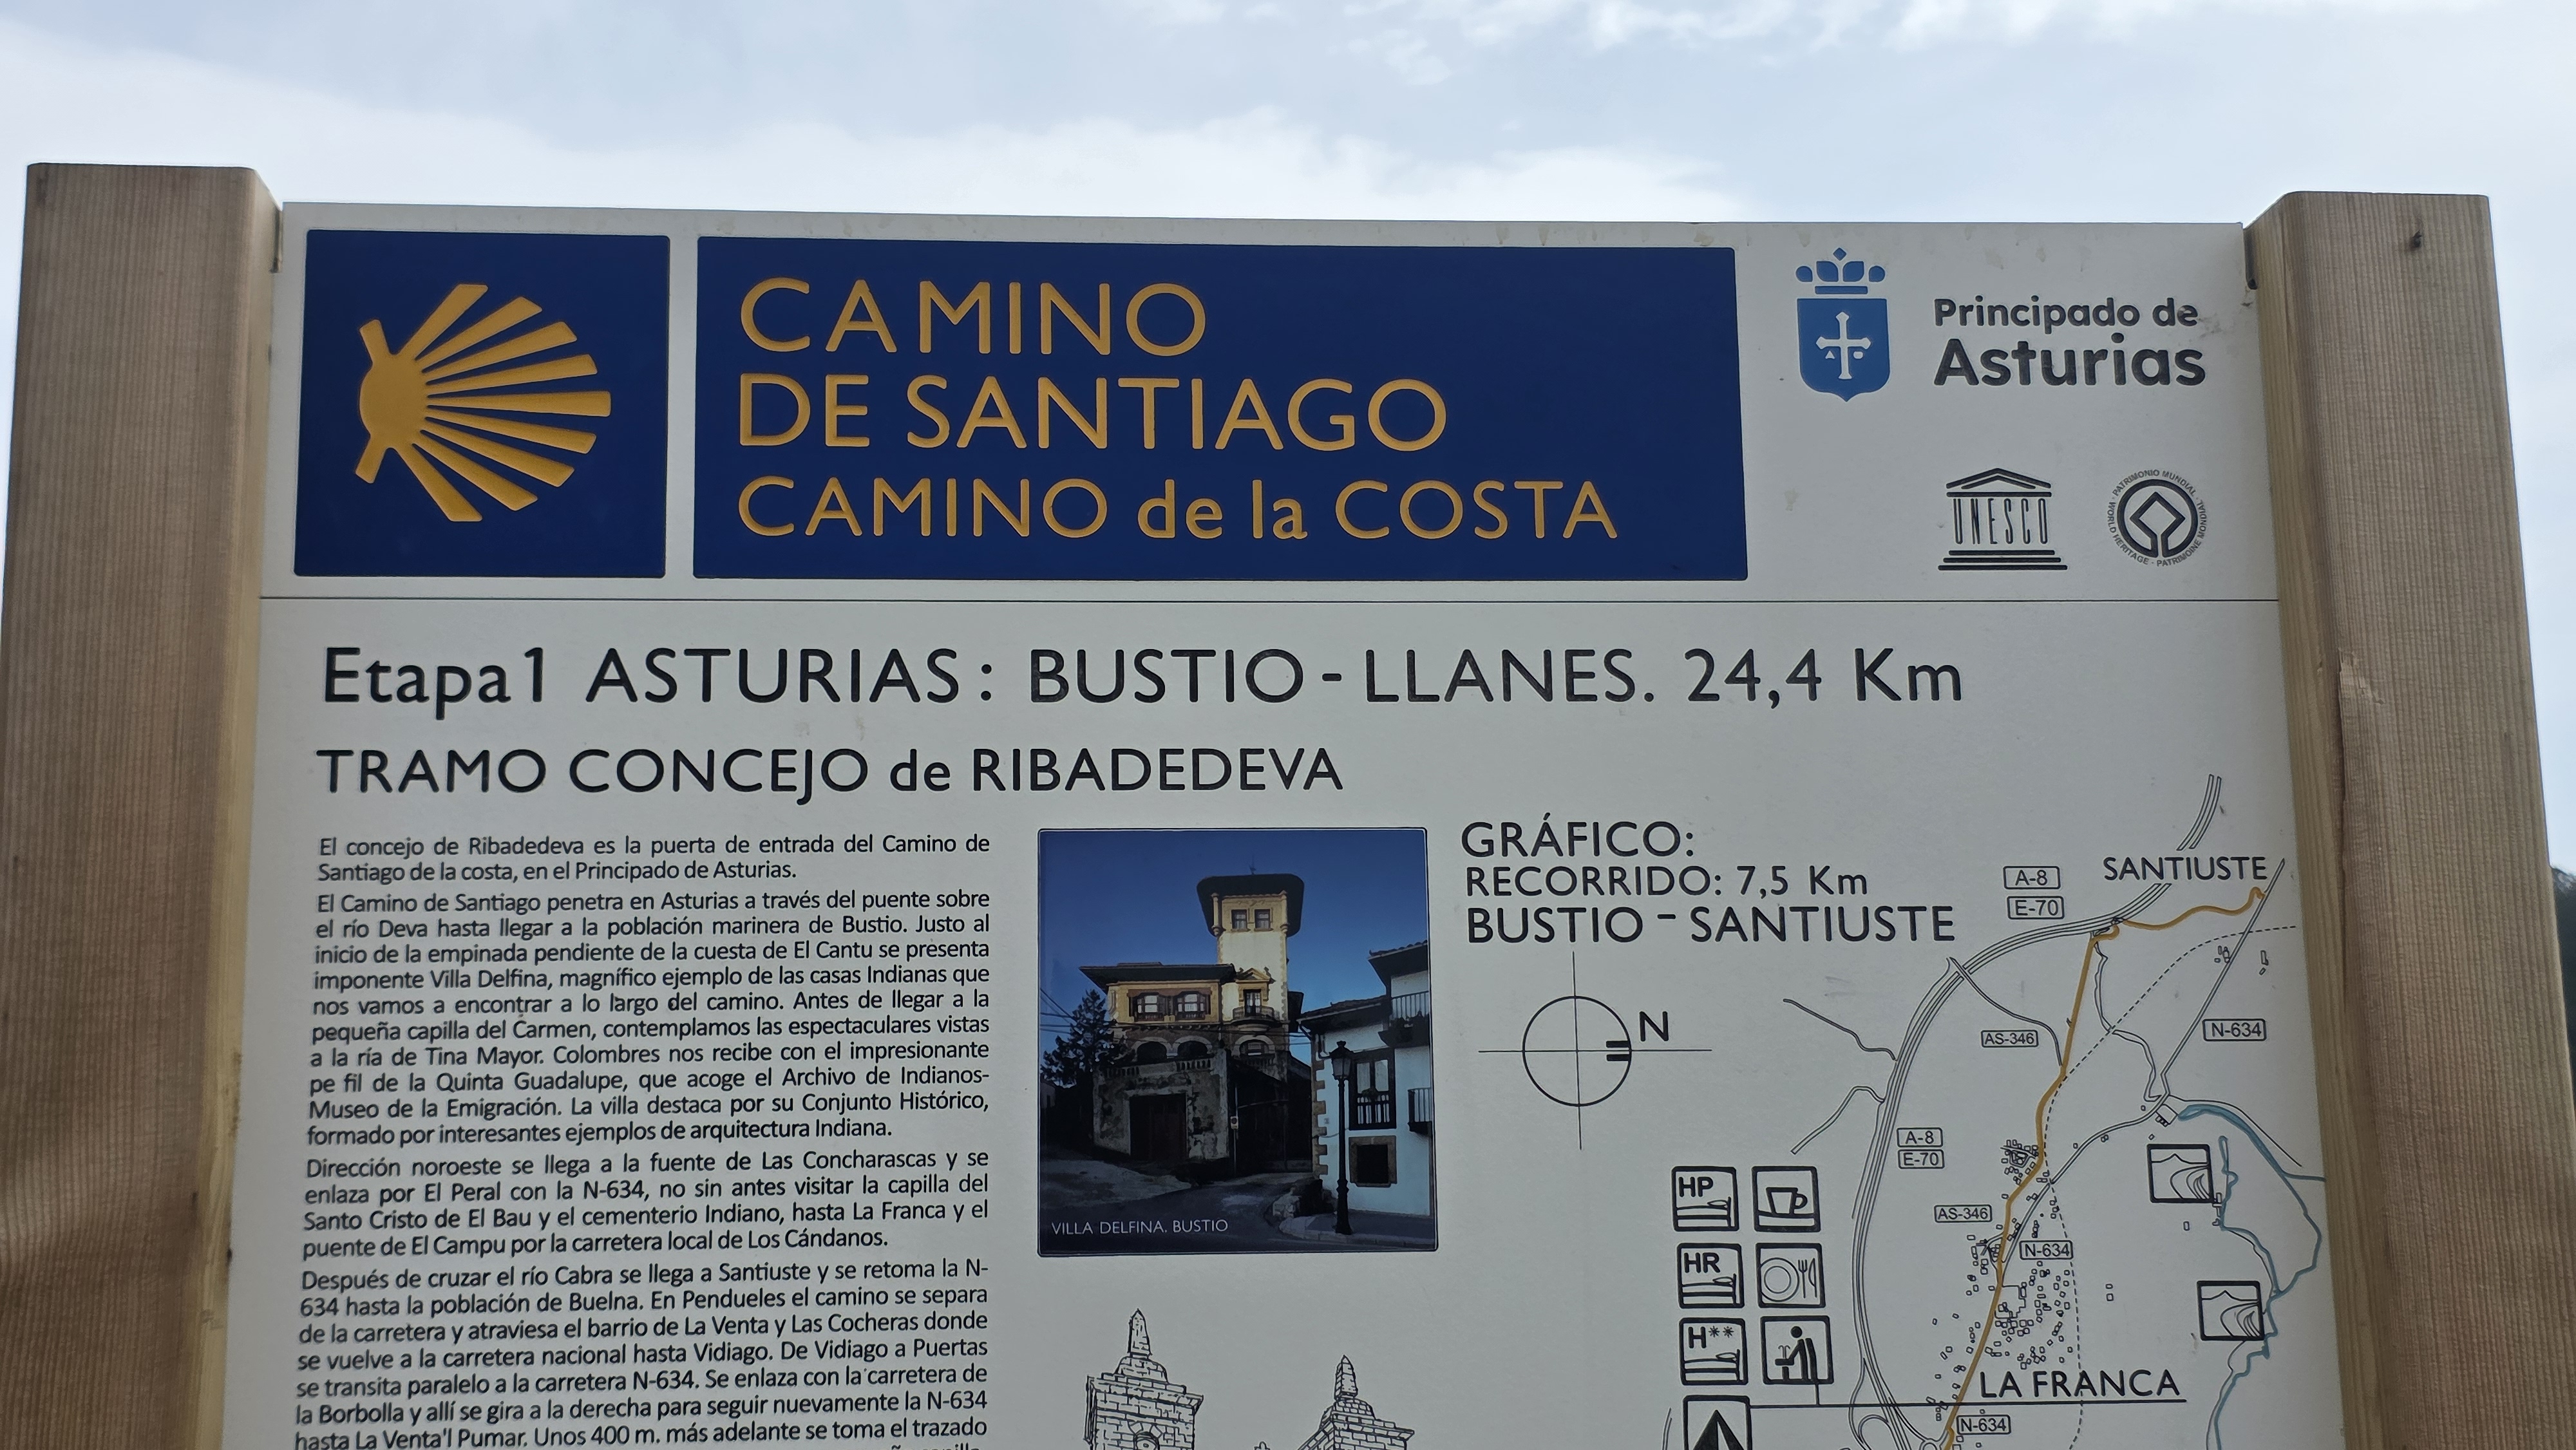 CAMINO
DE SANTIAGO
CAMINO de la COSTA
Principado de
Asturias
UNESCO
PATRIMONIO MUNDIAL · WORLD HERITAGE · PATRIMOINE MONDIAL
Etapa1 ASTURIAS: BUSTIO-LLANES. 24,4 Km
TRAMO CONCEJO de RIBADEDEVA
El concejo de Ribadedeva es la puerta de entrada del Camino de
Santiago de la costa, en el Principado de Asturias.
El Camino de Santiago penetra en Asturias a través del puente sobre
el río Deva hasta llegar a la población marinera de Bustio. Justo al
inicio de la empinada pendiente de la cuesta de El Cantu se presenta
imponente Villa Delfina, magnífico ejemplo de las casas Indianas que
nos vamos a encontrar a lo largo del camino. Antes de llegar a la
pequeña capilla del Carmen, contemplamos las espectaculares vistas
a la ría de Tina Mayor. Colombres nos recibe con el impresionante
pe fil de la Quinta Guadalupe, que acoge el Archivo de Indianos-
Museo de la Emigración. La villa destaca por su Conjunto Histórico,
formado por interesantes ejemplos de arquitectura Indiana.
Dirección noroeste se llega a la fuente de Las Concharascas y se
enlaza por El Peral con la N-634, no sin antes visitar la capilla del
Santo Cristo de El Bau y el cementerio Indiano, hasta La Franca y el
puente de El Campu por la carretera local de Los Cándanos.
Después de cruzar el río Cabra se llega a Santiuste y se retoma la N-
634 hasta la población de Buelna. En Pendueles el camino se separa
de la carretera y atraviesa el barrio de La Venta y Las Cocheras donde
se vuelve a la carretera nacional hasta Vidiago. De Vidiago a Puertas
se transita paralelo a la carretera N-634. Se enlaza con la carretera de
la Borbolla y allí se gira a la derecha para seguir nuevamente la N-634
hasta La Venta'l Pumar. Unos 400 m. más adelante se toma el trazado
VILLA DELFINA. BUSTIO
GRÁFICO:
RECORRIDO: 7,5 Km
BUSTIO - SANTIUSTE
N
SANTIUSTE
A-8
E-70
AS-346
N-634
A-8
E-70
AS-346
N-634
HP
HR
H**
LA FRANCA
N-634